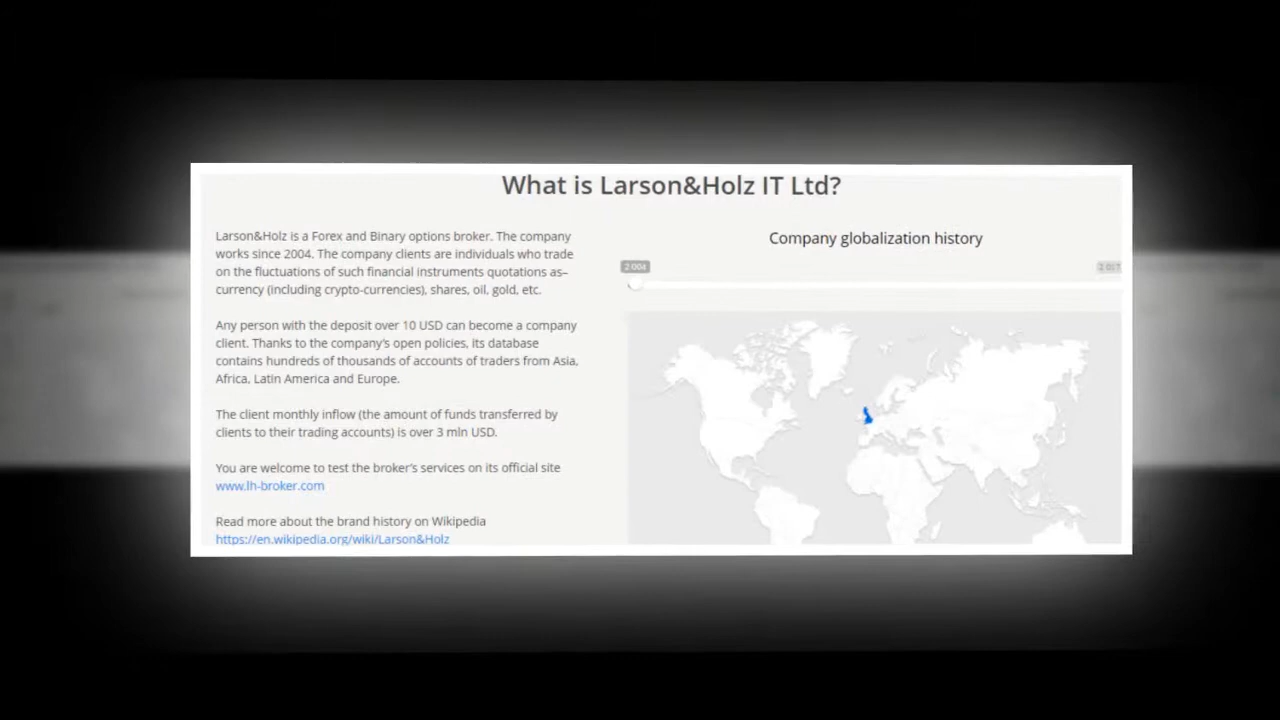 What is Larson&Holz IT Ltd?
Larson&Holz is a Forex and Binary options broker. The company
works since 2004. The company clients are individuals who trade
on the fluctuations of such financial instruments quotations as–
currency (including crypto-currencies), shares, oil, gold, etc.
Any person with the deposit over 10 USD can become a company
client. Thanks to the company's open policies, its database
contains hundreds of thousands of accounts of traders from Asia,
Africa, Latin America and Europe.
The client monthly inflow (the amount of funds transferred by
clients to their trading accounts) is over 3 mln USD.
You are welcome to test the broker's services on its official site
www.lh-broker.com
Read more about the brand history on Wikipedia
https://en.wikipedia.org/wiki/Larson&Holz
Company globalization history
2 004
2 017